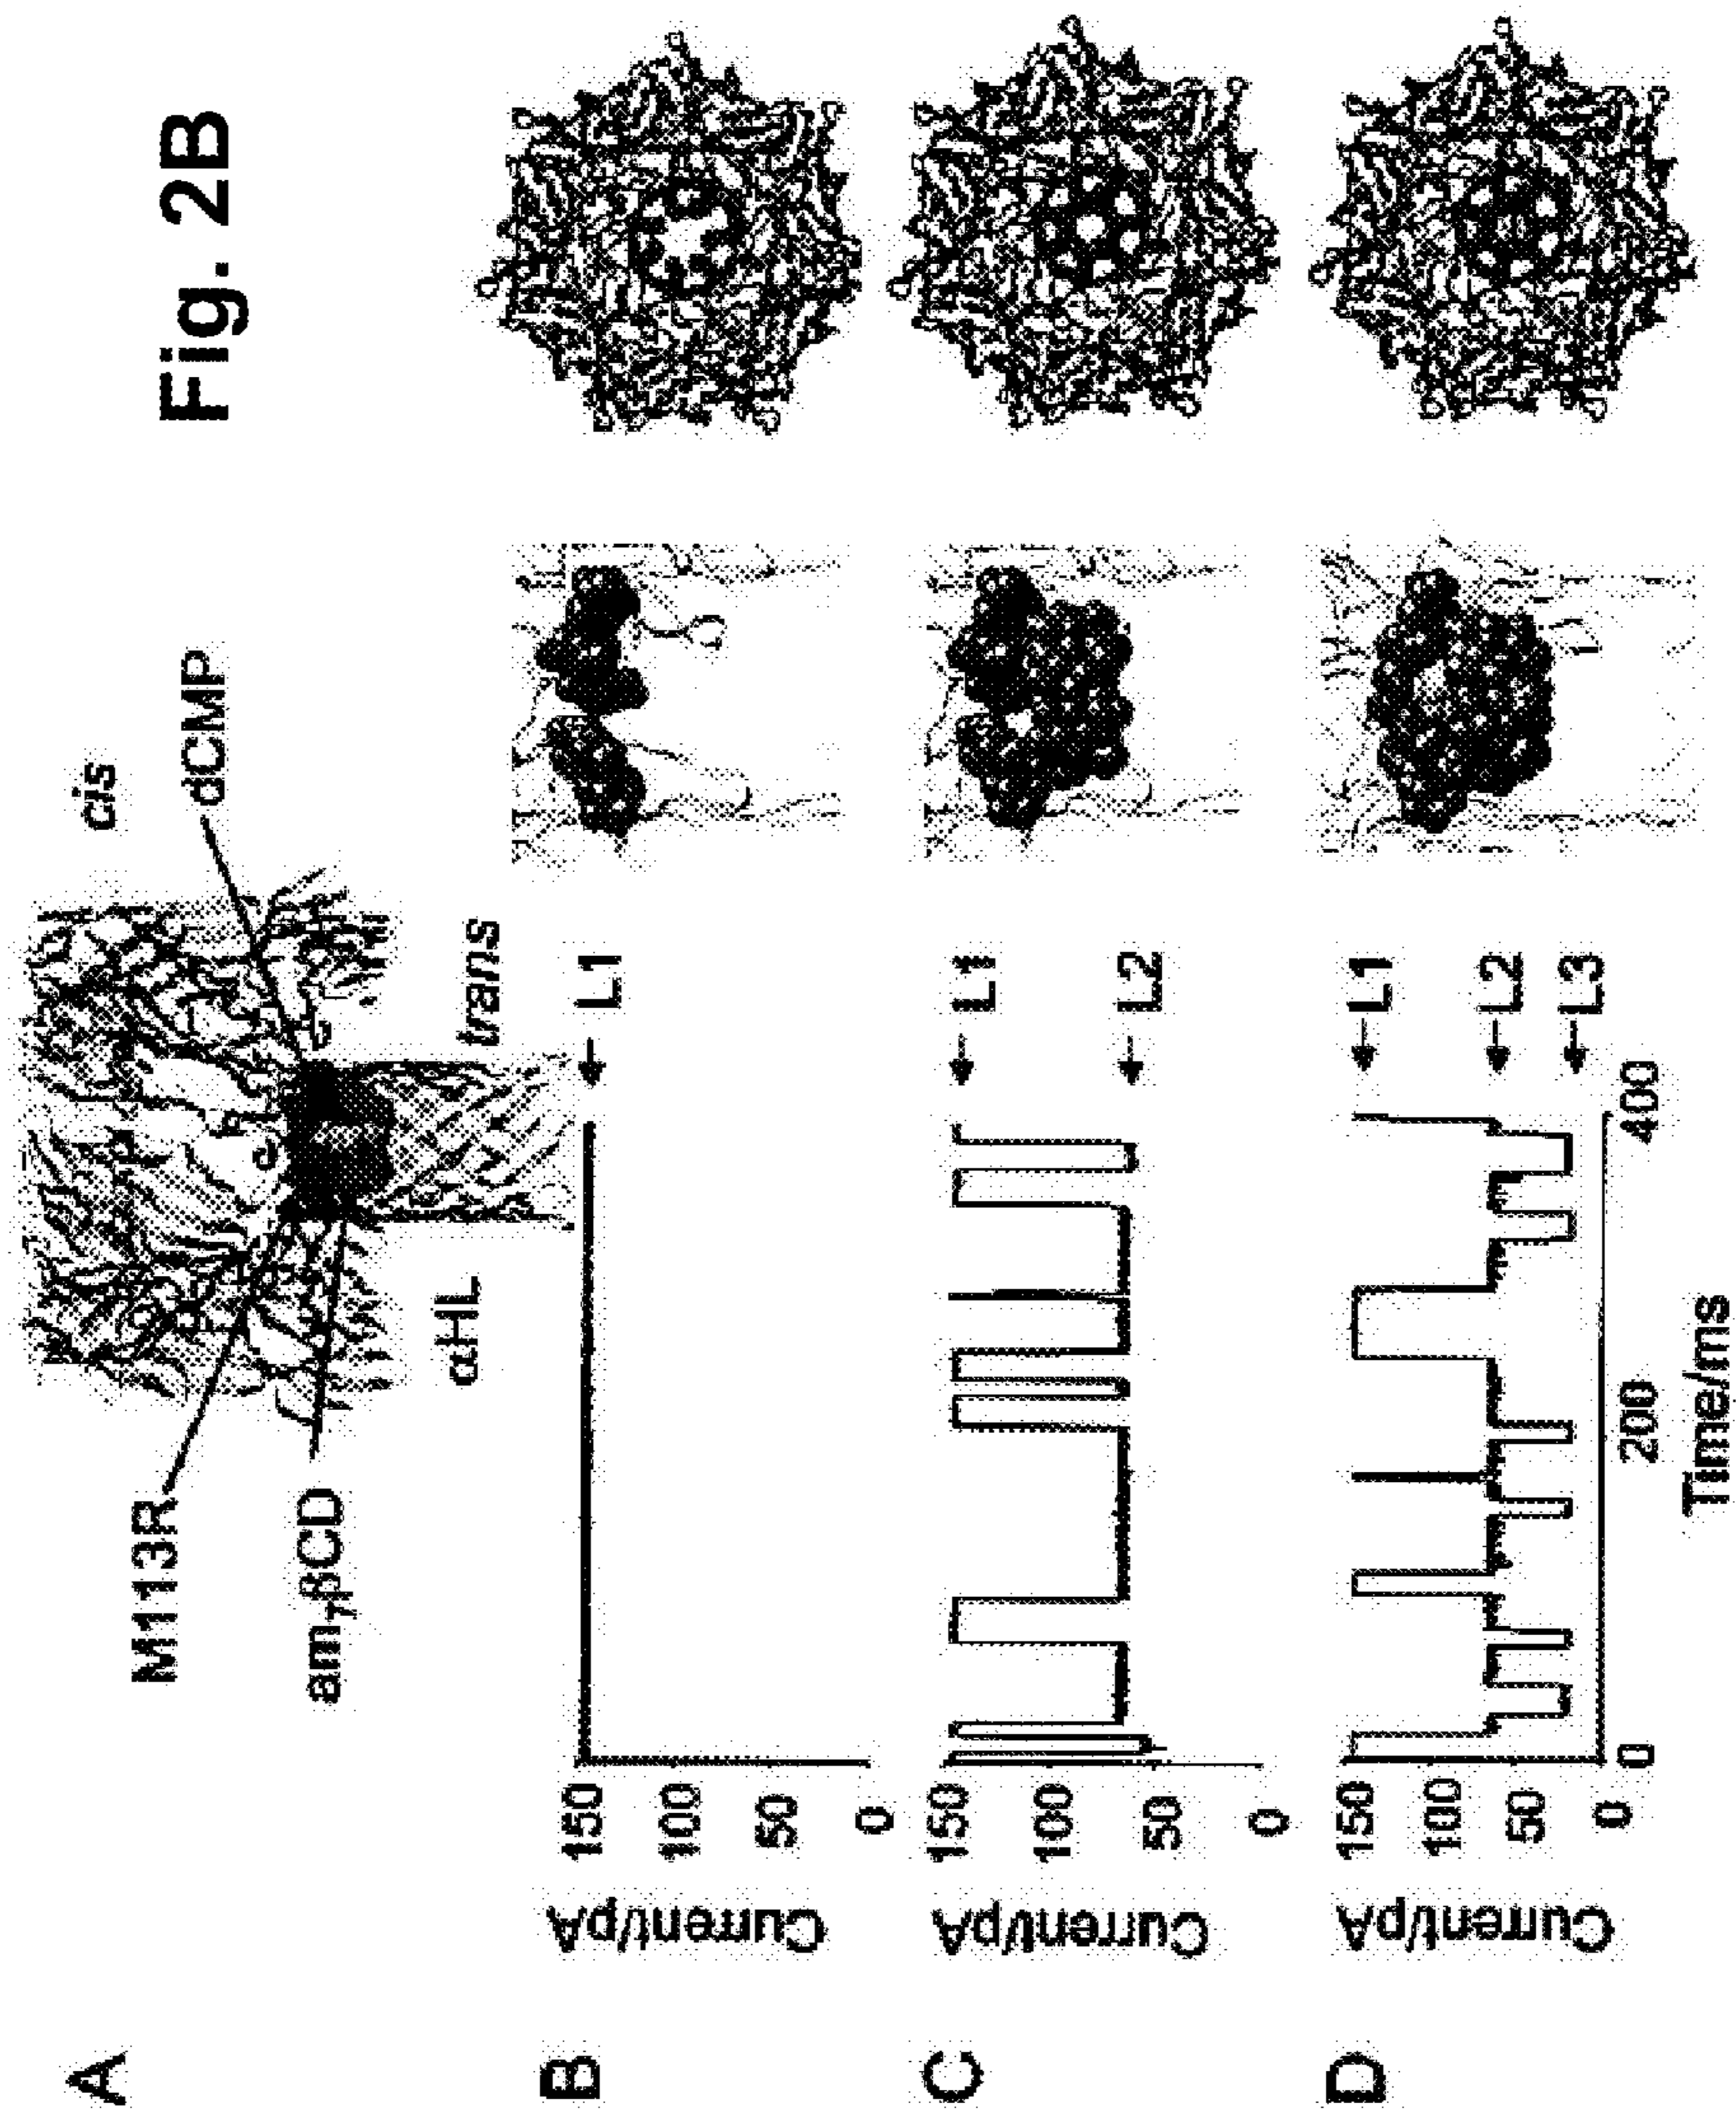 Fig. 2B
A
cis
dCMP
M113R
am₇βCD
αHL
trans
B
Current/pA
150
100
50
0
L1
C
Current/pA
150
100
50
0
L1
L2
D
Current/pA
150
100
50
0
L1
L2
L3
0
200
400
Time/ms